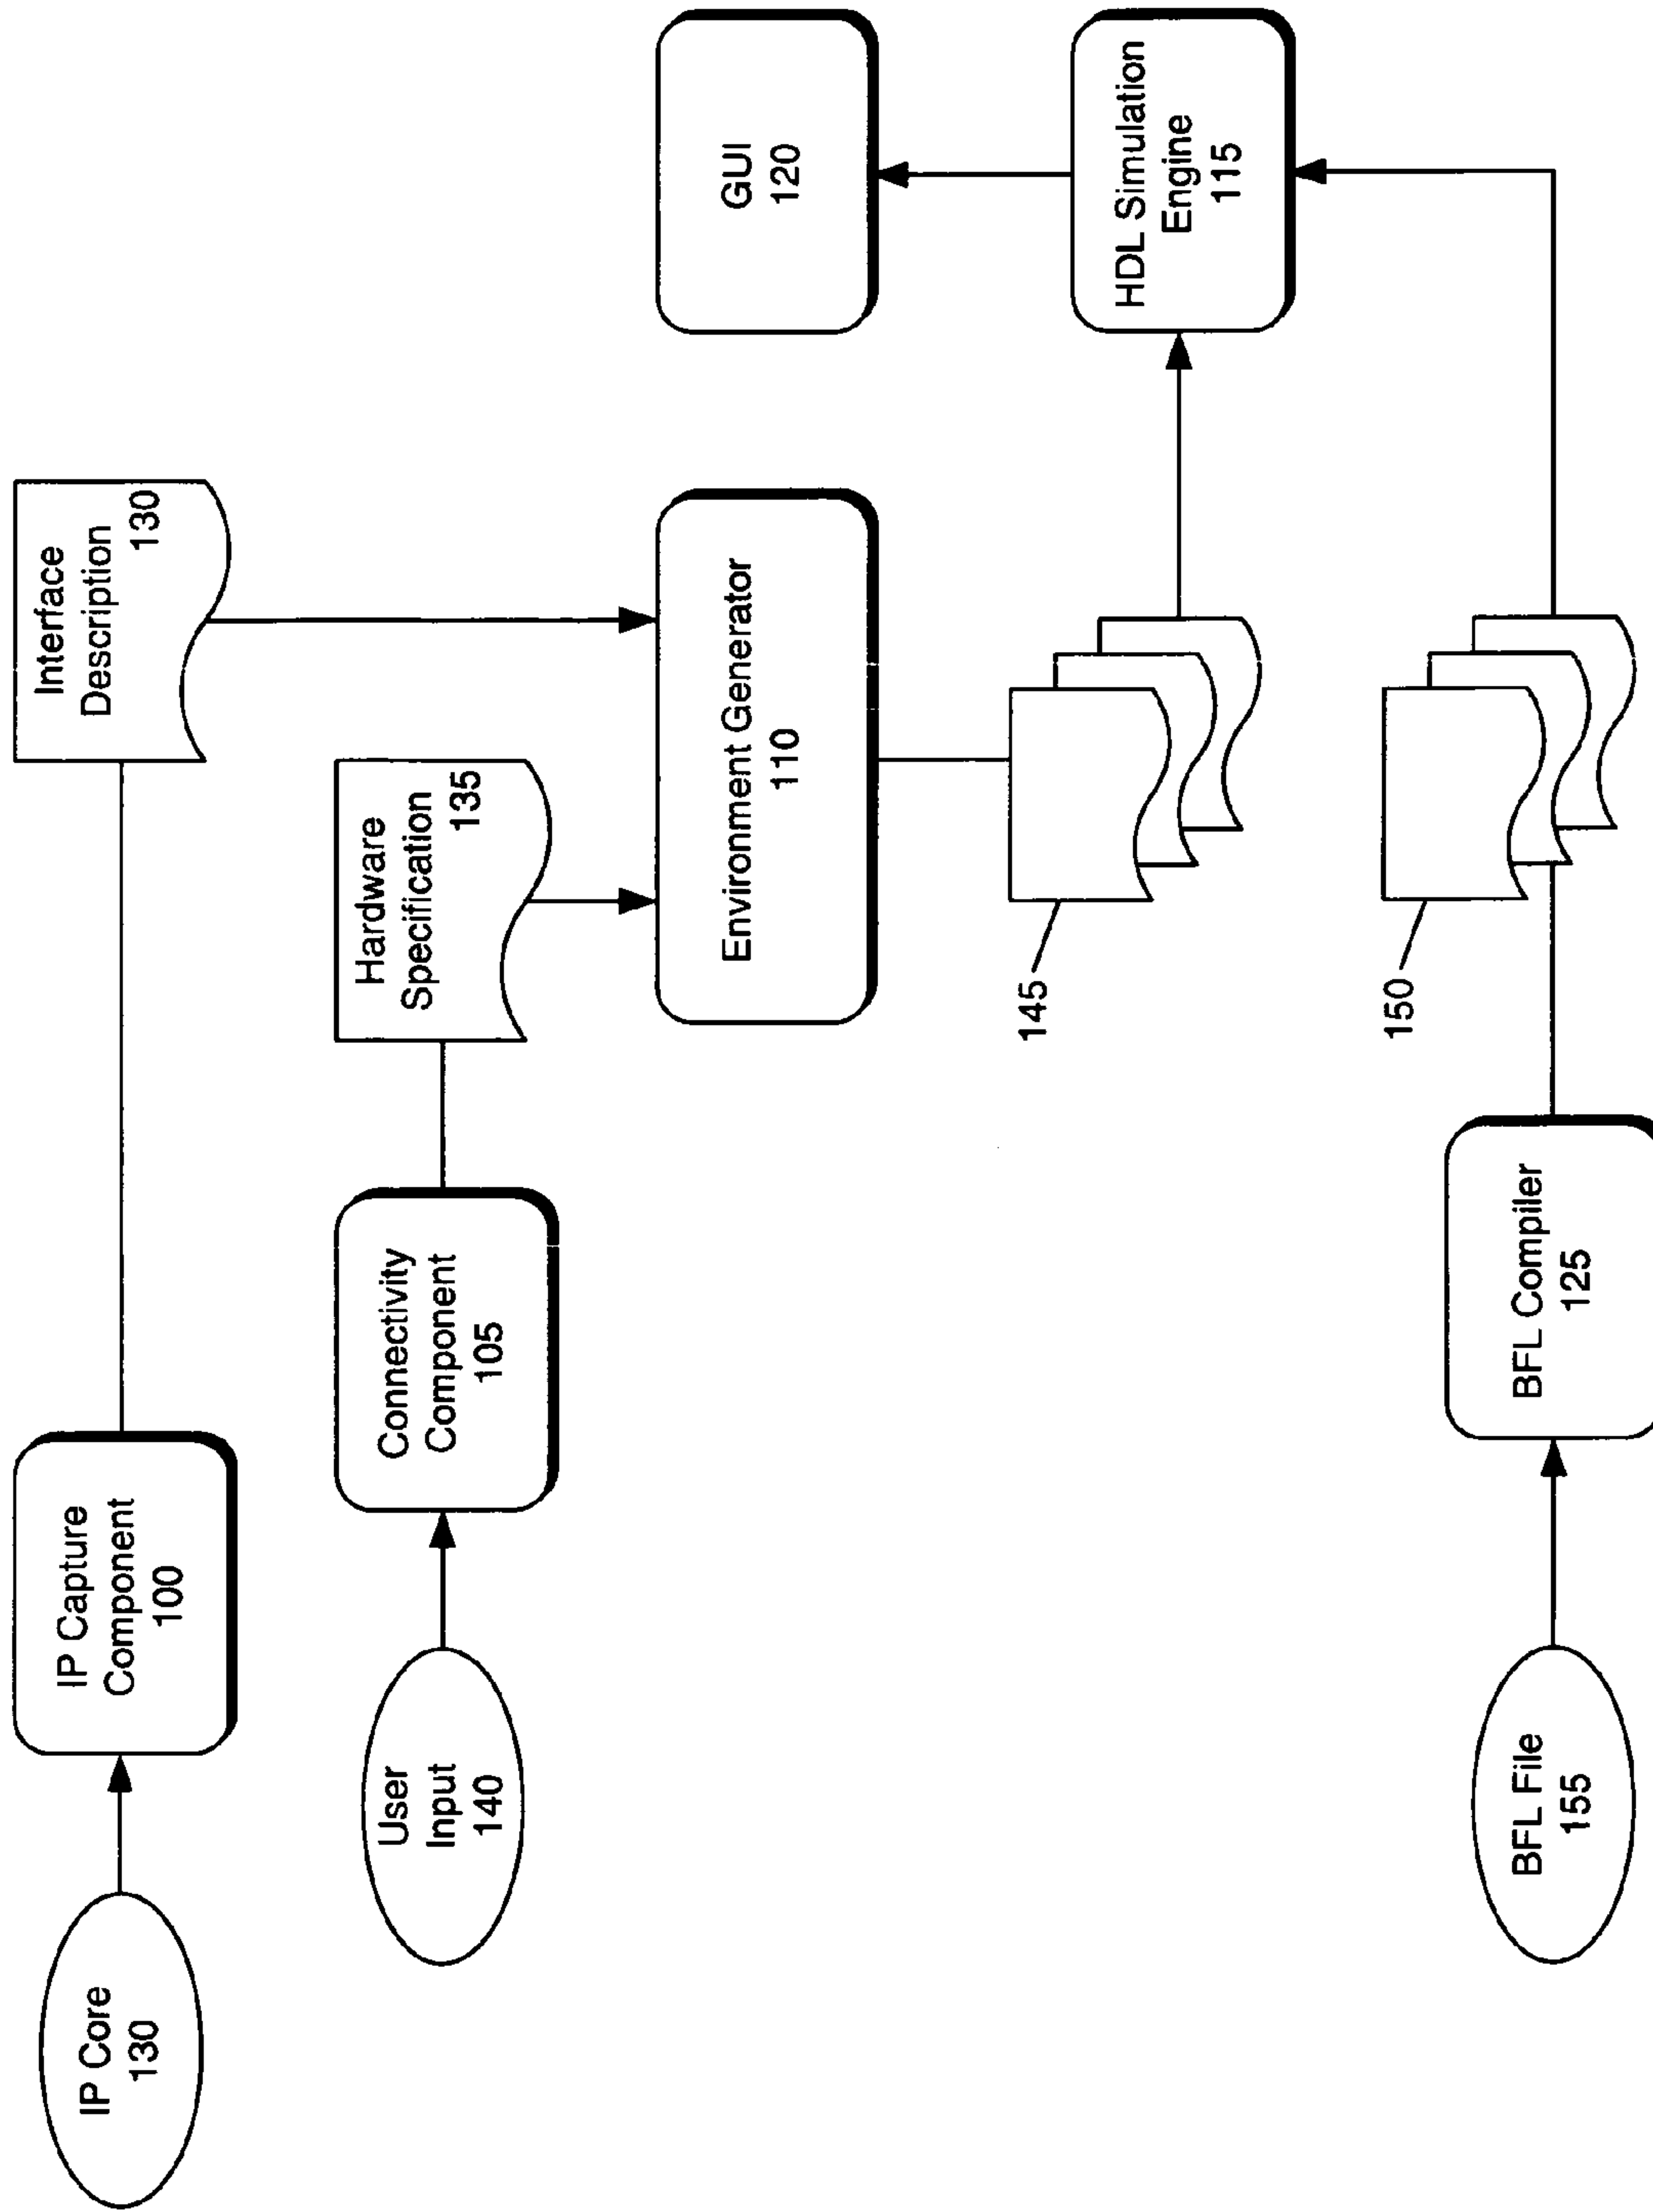 IP Core
130
IP Capture
Component
100
Interface
Description
130
User
Input
140
Connectivity
Component
105
Hardware
Specification
135
Environment Generator
110
GUI
120
145
HDL Simulation
Engine
115
150
BFL File
155
BFL Compiler
125